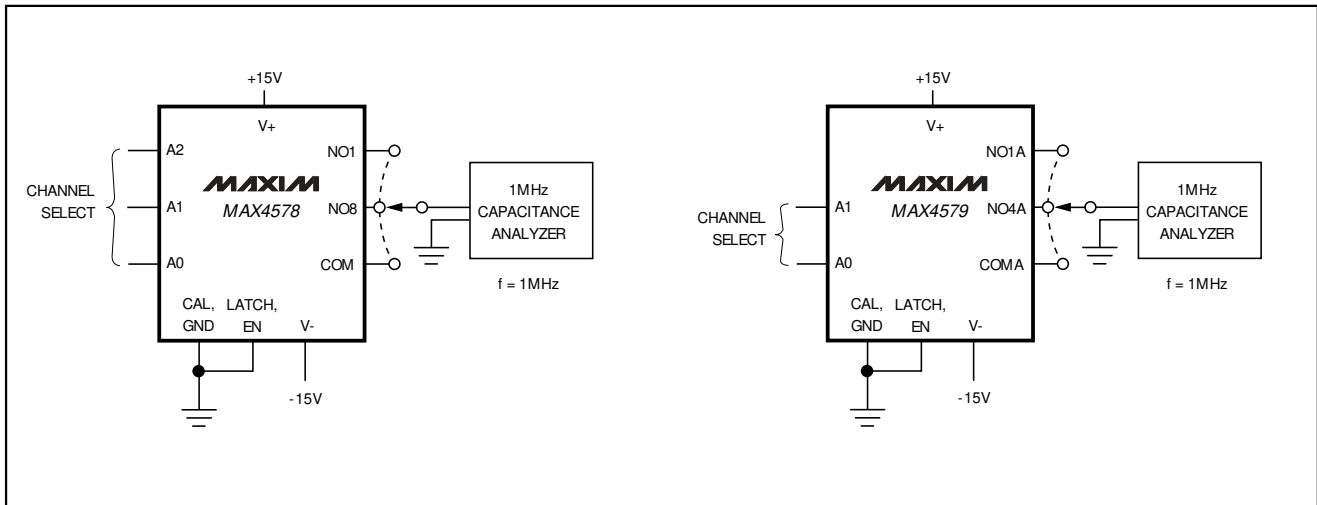 +15V
V+
A2
NO1
CHANNEL
SELECT
A1
MAXIM
MAX4578
NO8
A0
COM
CAL,
GND
LATCH,
EN
V-
-15V
1MHz
CAPACITANCE
ANALYZER
f = 1MHz
+15V
V+
NO1A
CHANNEL
SELECT
A1
MAXIM
MAX4579
NO4A
A0
COMA
CAL,
GND
LATCH,
EN
V-
-15V
1MHz
CAPACITANCE
ANALYZER
f = 1MHz